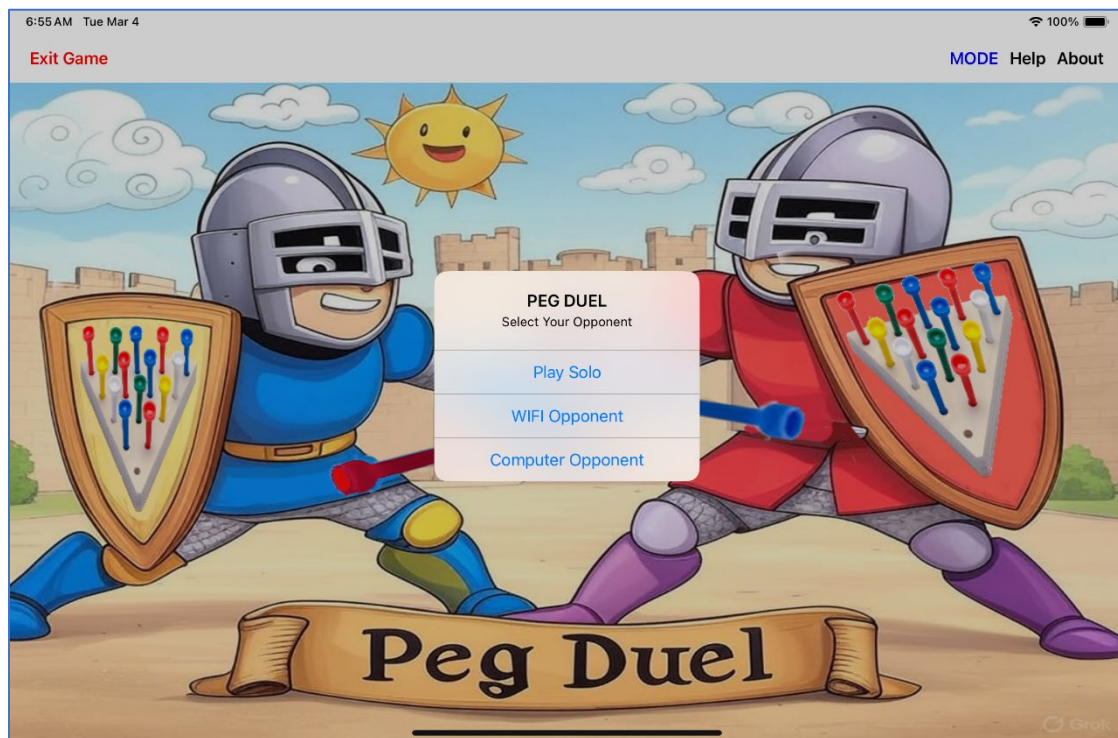 6:55 AM Tue Mar 4
100%
Exit Game
MODE Help About
PEG DUEL
Select Your Opponent
Play Solo
WIFI Opponent
Computer Opponent
Peg Duel
Grok